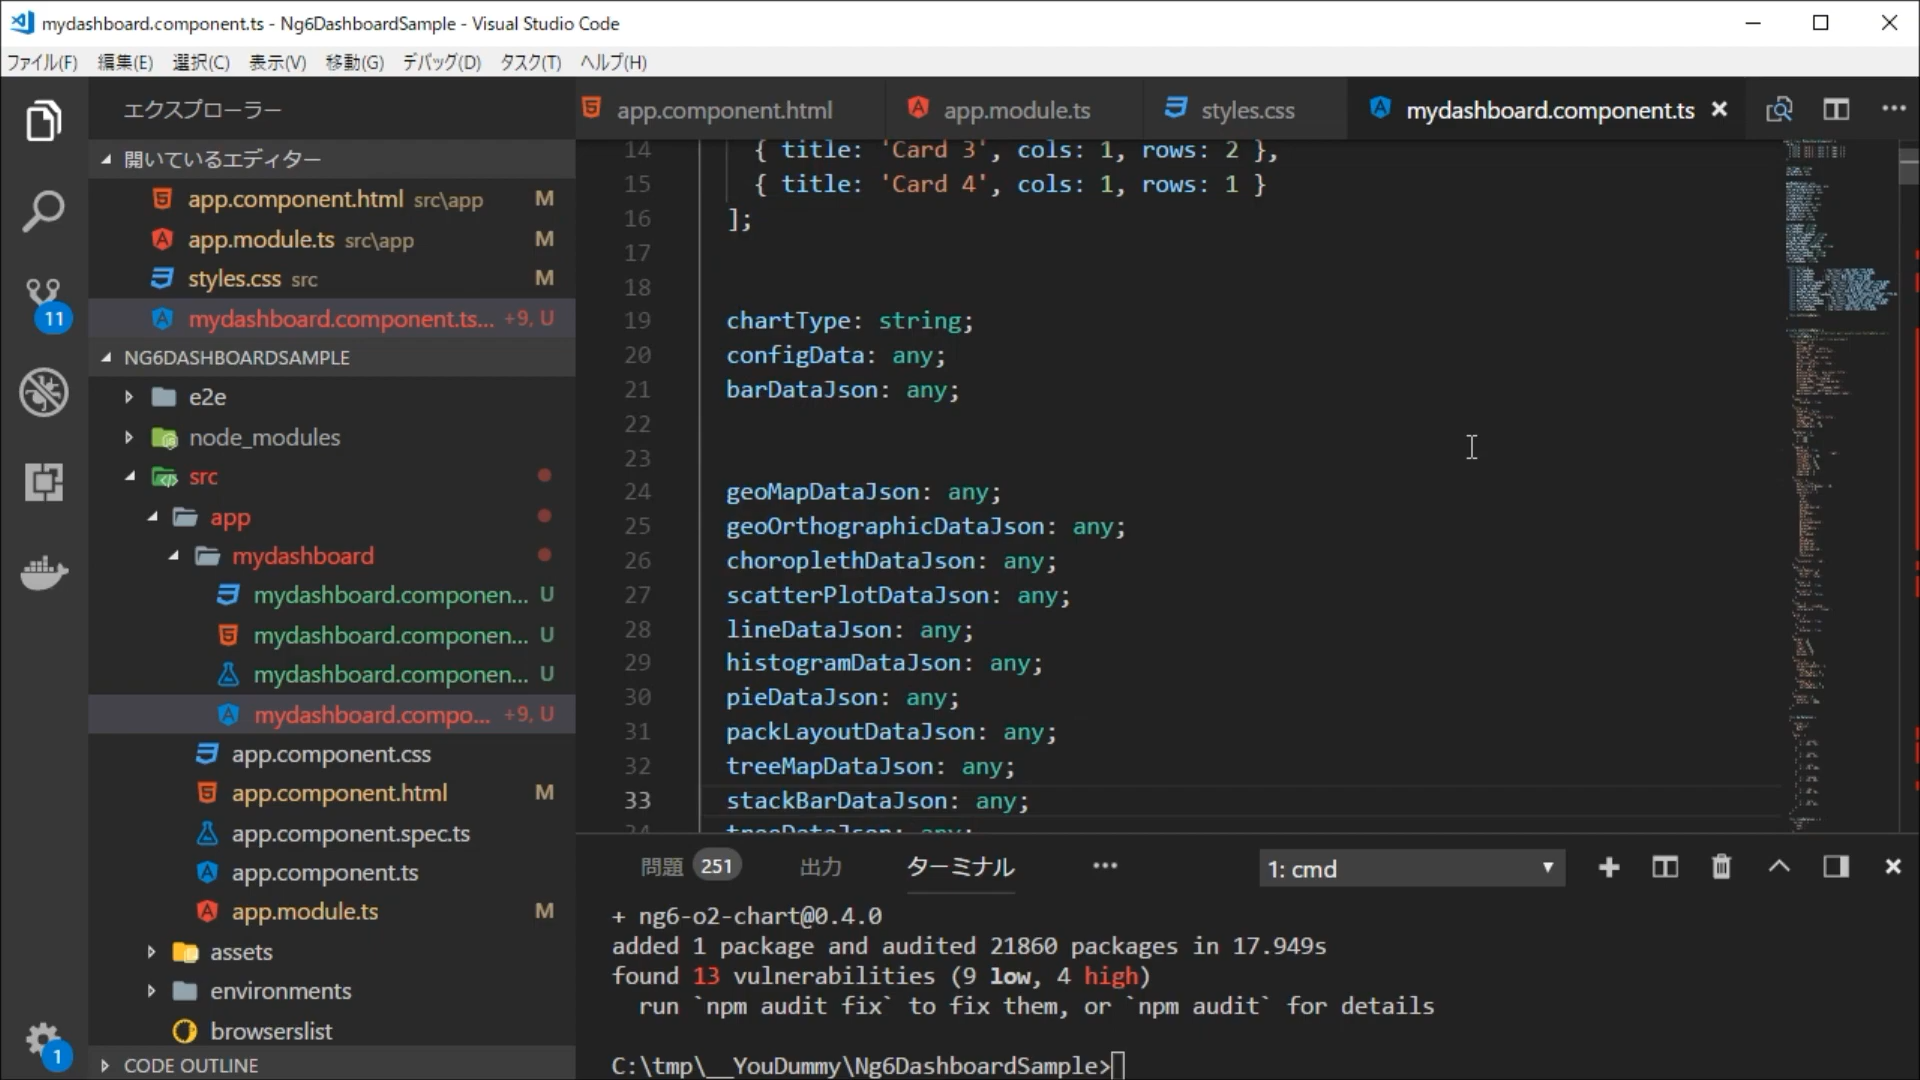 mydashboard.component.ts - Ng6DashboardSample - Visual Studio Code
ファイル(F) 編集(E) 選択(C) 表示(V) 移動(G) デバッグ(D) タスク(T) ヘルプ(H)
エクスプローラー
開いているエディター
app.component.html src\app M
app.module.ts src\app M
styles.css src M
mydashboard.component.ts... +9, U
11
NG6DASHBOARDSAMPLE
e2e
node_modules
src
app
mydashboard
mydashboard.componen... U
mydashboard.componen... U
mydashboard.componen... U
mydashboard.compo... +9, U
app.component.css
app.component.html M
app.component.spec.ts
app.component.ts
app.module.ts M
assets
environments
browserslist
1
CODE OUTLINE
app.component.html app.module.ts styles.css mydashboard.component.ts
14 { title: 'Card 3', cols: 1, rows: 2 },
15 { title: 'Card 4', cols: 1, rows: 1 }
16 ];
17
18
19 chartType: string;
20 configData: any;
21 barDataJson: any;
22
23
24 geoMapDataJson: any;
25 geoOrthographicDataJson: any;
26 choroplethDataJson: any;
27 scatterPlotDataJson: any;
28 lineDataJson: any;
29 histogramDataJson: any;
30 pieDataJson: any;
31 packLayoutDataJson: any;
32 treeMapDataJson: any;
33 stackBarDataJson: any;
34 treeDataJson: any;
問題 251 出力 ターミナル ... 1: cmd
+ ng6-o2-chart@0.4.0
added 1 package and audited 21860 packages in 17.949s
found 13 vulnerabilities (9 low, 4 high)
run `npm audit fix` to fix them, or `npm audit` for details
C:\tmp\__YouDummy\Ng6DashboardSample>